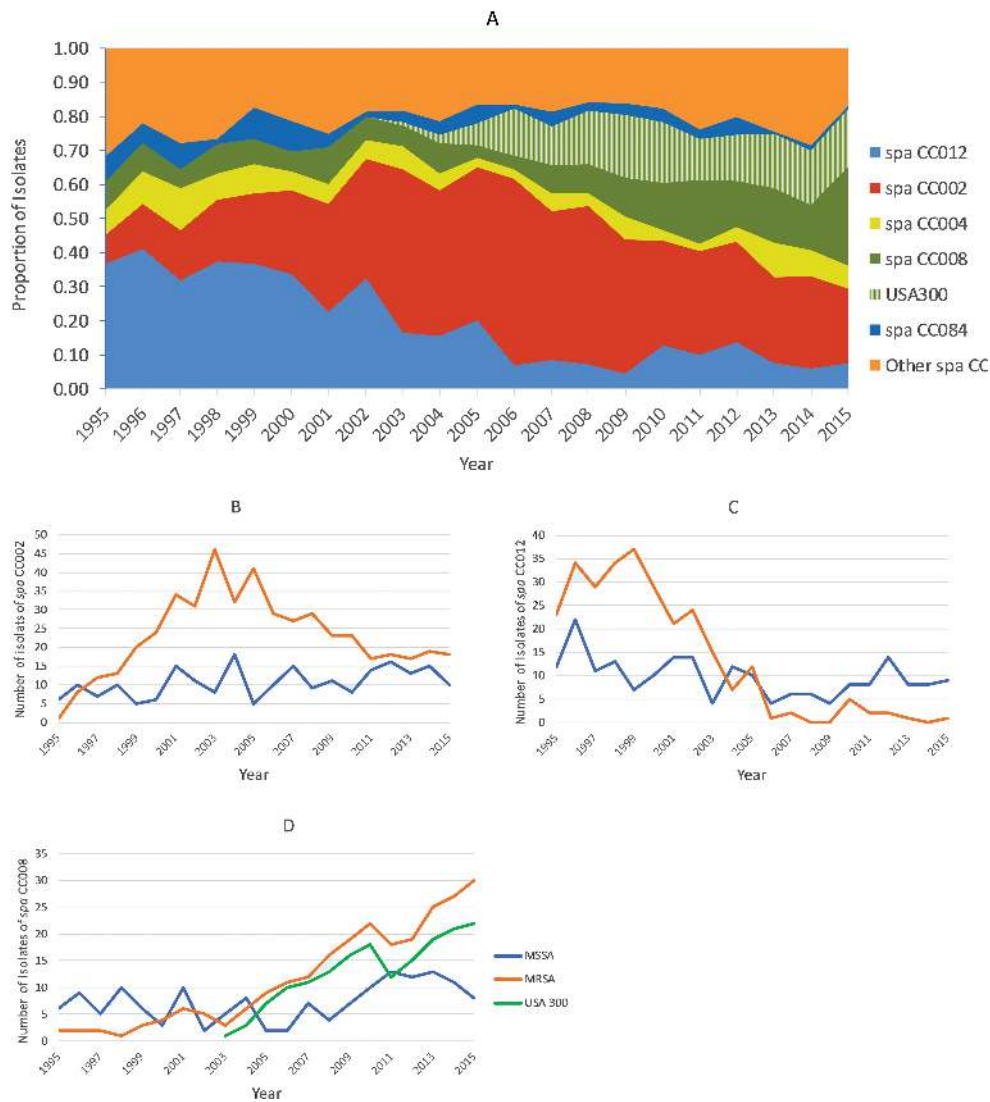 A
Proportion of Isolates
1.00
0.90
0.80
0.70
0.60
0.50
0.40
0.30
0.20
0.10
0.00
1995 1996 1997 1998 1999 2000 2001 2002 2003 2004 2005 2006 2007 2008 2009 2010 2011 2012 2013 2014 2015
Year
spa CC012
spa CC002
spa CC004
spa CC008
USA300
spa CC084
Other spa CC
B
Number of isolats of spa CC002
50
45
40
35
30
25
20
15
10
5
0
1995 1997 1999 2001 2003 2005 2007 2009 2011 2013 2015
Year
C
Number of Isolates of spa CC012
40
35
30
25
20
15
10
5
0
1995 1997 1999 2001 2003 2005 2007 2009 2011 2013 2015
Year
D
Number of Isolates of spa CC008
35
30
25
20
15
10
5
0
1995 1997 1999 2001 2003 2005 2007 2009 2011 2013 2015
Year
MSSA
MRSA
USA 300